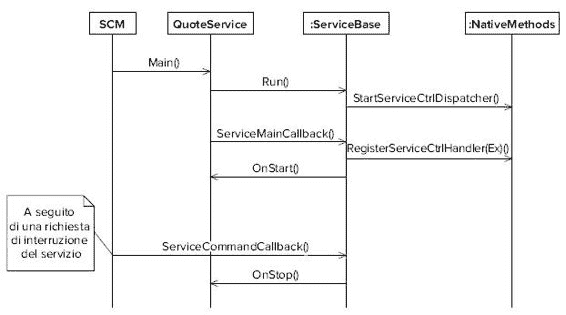 SCM
QuoteService
:ServiceBase
:NativeMethods
Main()
Run()
StartServiceCtrlDispatcher()
ServiceMainCallback()
RegisterServiceCtrlHandler(Ex)()
OnStart()
A seguito
di una richiesta
di interruzione
del servizio
ServiceCommandCallback()
OnStop()